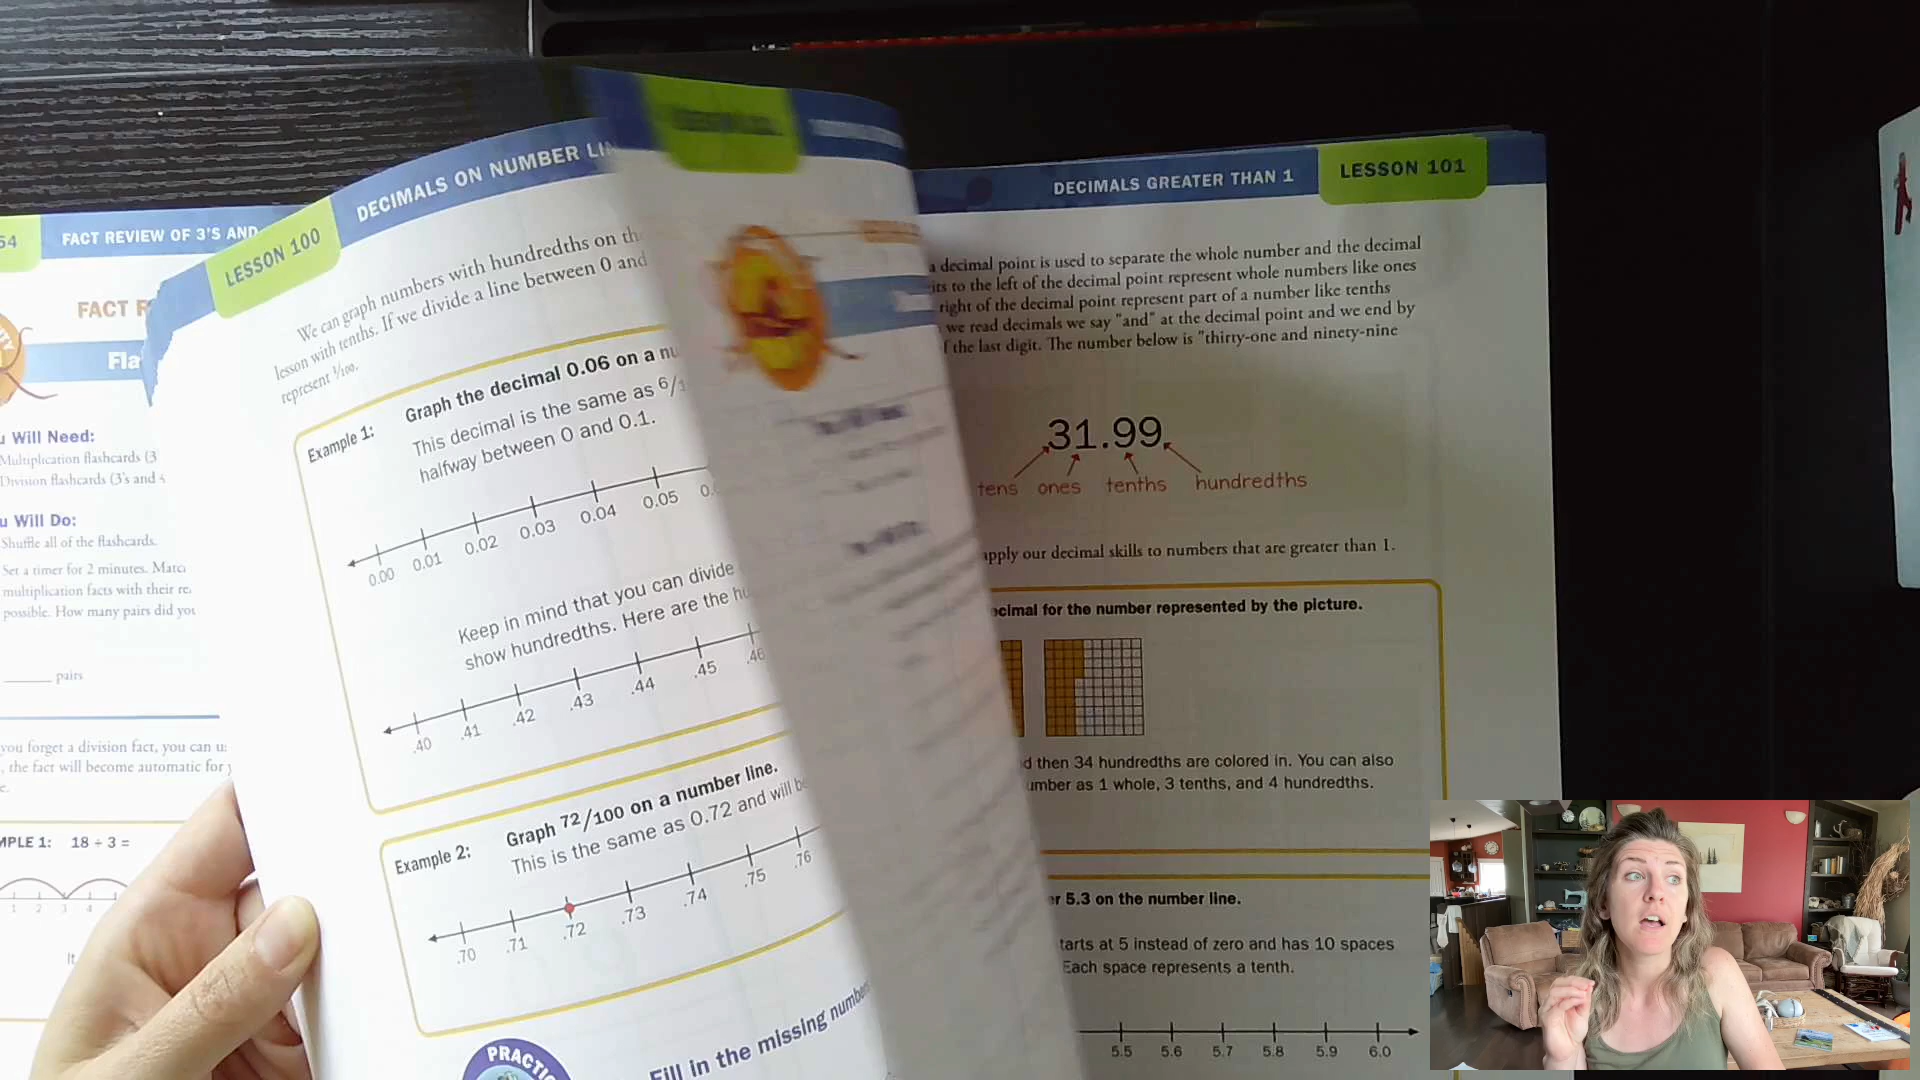 54 FACT REVIEW OF 3'S AND
FACT R
Fla
u Will Need:
Multiplication flashcards (3
Division flashcards (3's and 4
u Will Do:
Shuffle all of the flashcards.
Set a timer for 2 minutes. Matc
multiplication facts with their re
possible. How many pairs did you
pairs
you forget a division fact, you can u
, the fact will become automatic for y
MPLE 1: 18 ÷ 3 =
1 2 3 4
It
LESSON 100 DECIMALS ON NUMBER LIN
We can graph numbers with hundredths on th
lesson with tenths. If we divide a line between 0 and
represent 1/100.
Example 1: Graph the decimal 0.06 on a nu
This decimal is the same as 6/1
halfway between 0 and 0.1.
0.00 0.01 0.02 0.03 0.04 0.05 0.
Keep in mind that you can divide
show hundredths. Here are the hu
.40 .41 .42 .43 .44 .45 .46
Example 2: Graph 72/100 on a number line.
This is the same as 0.72 and will be
.70 .71 .72 .73 .74 .75 .76
PRACTIC
Fill in the missing numbers
DECIMALS GREATER THAN 1 LESSON 101
a decimal point is used to separate the whole number and the decimal
its to the left of the decimal point represent whole numbers like ones
right of the decimal point represent part of a number like tenths
we read decimals we say "and" at the decimal point and we end by
f the last digit. The number below is "thirty-one and ninety-nine
31.99
tens ones tenths hundredths
apply our decimal skills to numbers that are greater than 1.
ecimal for the number represented by the picture.
d then 34 hundredths are colored in. You can also
umber as 1 whole, 3 tenths, and 4 hundredths.
er 5.3 on the number line.
tarts at 5 instead of zero and has 10 spaces
Each space represents a tenth.
5.5 5.6 5.7 5.8 5.9 6.0